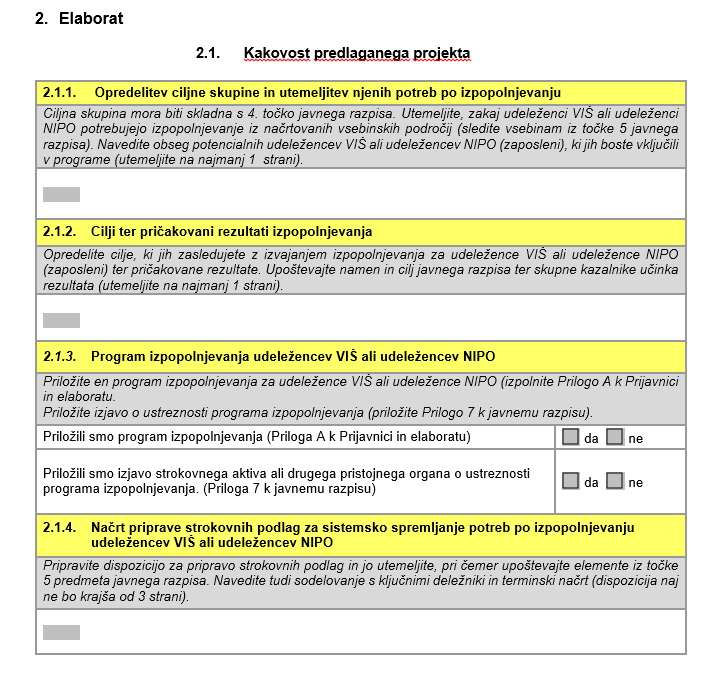 2. Elaborat
2.1. Kakovost predlaganega projekta
2.1.1. Opredelitev ciljne skupine in utemeljitev njenih potreb po izpopolnjevanju
Ciljna skupina mora biti skladna s 4. točko javnega razpisa. Utemeljite, zakaj udeleženci VIŠ ali udeleženci
NIPO potrebujejo izpopolnjevanje iz načrtovanih vsebinskih področij (sledite vsebinam iz točke 5 javnega
razpisa). Navedite obseg potencialnih udeležencev VIŠ ali udeležencev NIPO (zaposleni), ki jih boste vključili
v programe (utemeljite na najmanj 1 strani).
2.1.2. Cilji ter pričakovani rezultati izpopolnjevanja
Opredelite cilje, ki jih zasledujete z izvajanjem izpopolnjevanja za udeležence VIŠ ali udeležence NIPO
(zaposleni) ter pričakovane rezultate. Upoštevajte namen in cilj javnega razpisa ter skupne kazalnike učinka
rezultata (utemeljite na najmanj 1 strani).
2.1.3. Program izpopolnjevanja udeležencev VIŠ ali udeležencev NIPO
Priložite en program izpopolnjevanja za udeležence VIŠ ali udeležence NIPO (izpolnite Prilogo A k Prijavnici
in elaboratu.
Priložite izjavo o ustreznosti programa izpopolnjevanja (priložite Prilogo 7 k javnemu razpisu).
Priložili smo program izpopolnjevanja (Priloga A k Prijavnici in elaboratu) da ne
Priložili smo izjavo strokovnega aktiva ali drugega pristojnega organa o ustreznosti
programa izpopolnjevanja. (Priloga 7 k javnemu razpisu) da ne
2.1.4. Načrt priprave strokovnih podlag za sistemsko spremljanje potreb po izpopolnjevanju
udeležencev VIŠ ali udeležencev NIPO
Pripravite dispozicijo za pripravo strokovnih podlag in jo utemeljite, pri čemer upoštevajte elemente iz točke
5 predmeta javnega razpisa. Navedite tudi sodelovanje s ključnimi deležniki in terminski načrt (dispozicija naj
ne bo krajša od 3 strani).